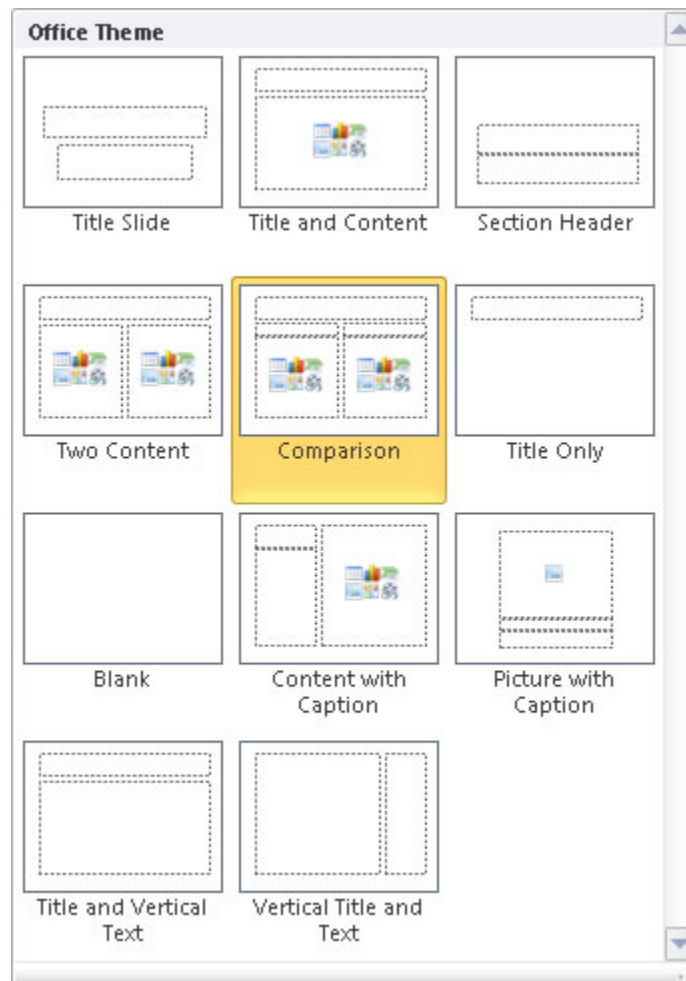 Office Theme
Title Slide
Title and Content
Section Header
Two Content
Comparison
Title Only
Blank
Content with
Caption
Picture with
Caption
Title and Vertical
Text
Vertical Title and
Text